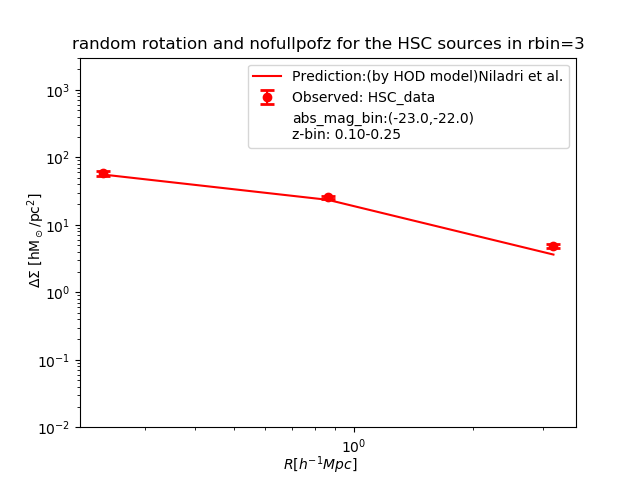 random rotation and nofullpofz for the HSC sources in rbin=3
Prediction:(by HOD model)Niladri et al.
Observed: HSC_data
abs_mag_bin:(-23.0,-22.0)
z-bin: 0.10-0.25
ΔΣ [hM⊙/pc²]
10³
10²
10¹
10⁰
10⁻¹
10⁻²
10⁰
R[h⁻¹Mpc]